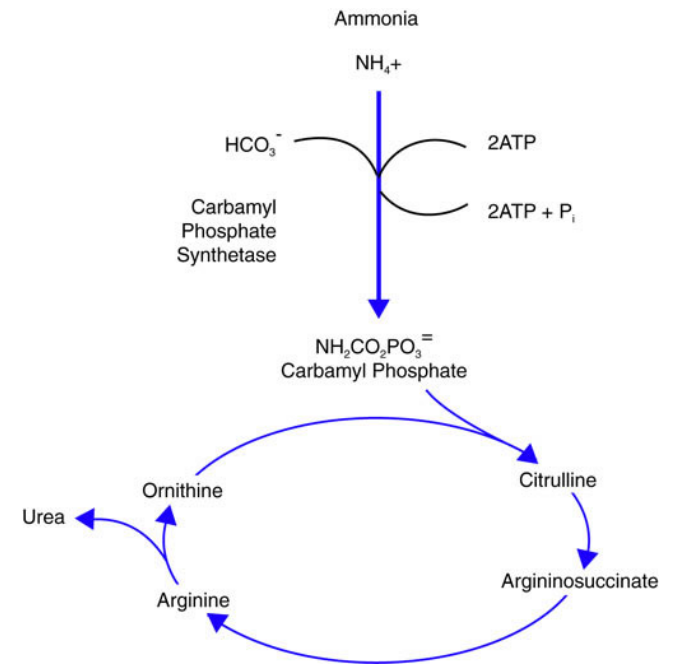 Ammonia
NH₄+
HCO₃⁻
2ATP
Carbamyl
Phosphate
Synthetase
2ATP + Pᵢ
NH₂CO₂PO₃⁼
Carbamyl Phosphate
Ornithine
Citrulline
Urea
Argininosuccinate
Arginine